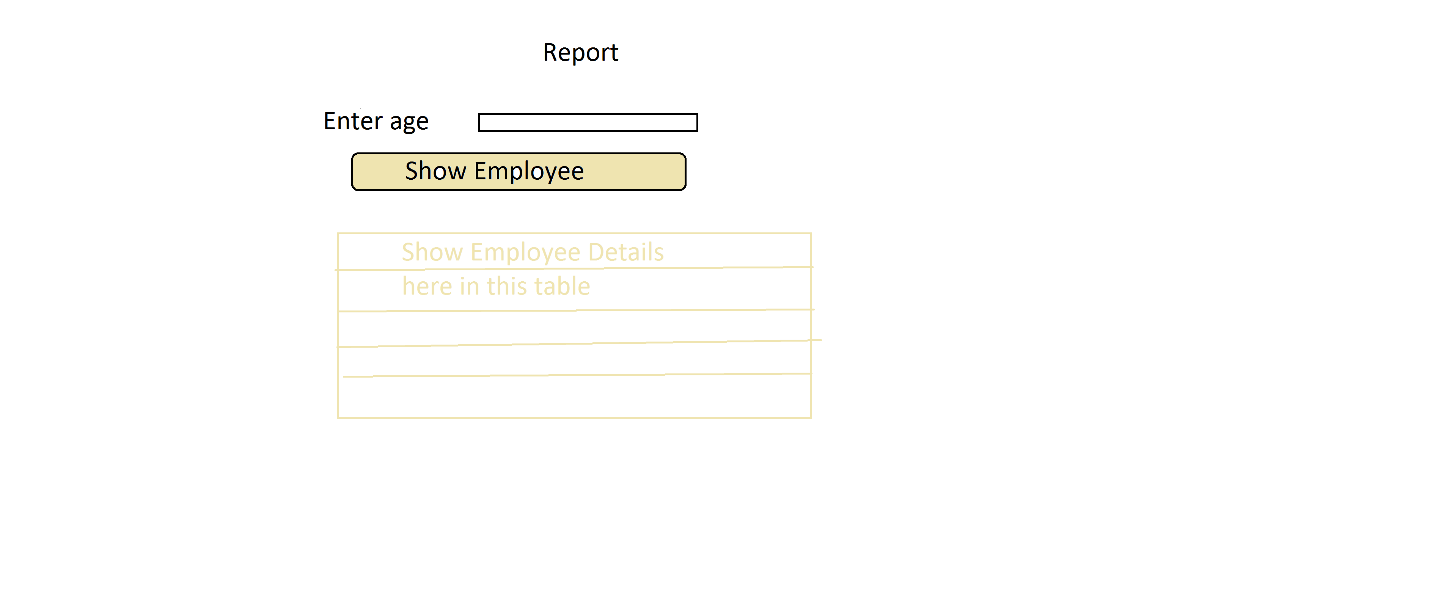 Report
Enter age
Show Employee
Show Employee Details
here in this table